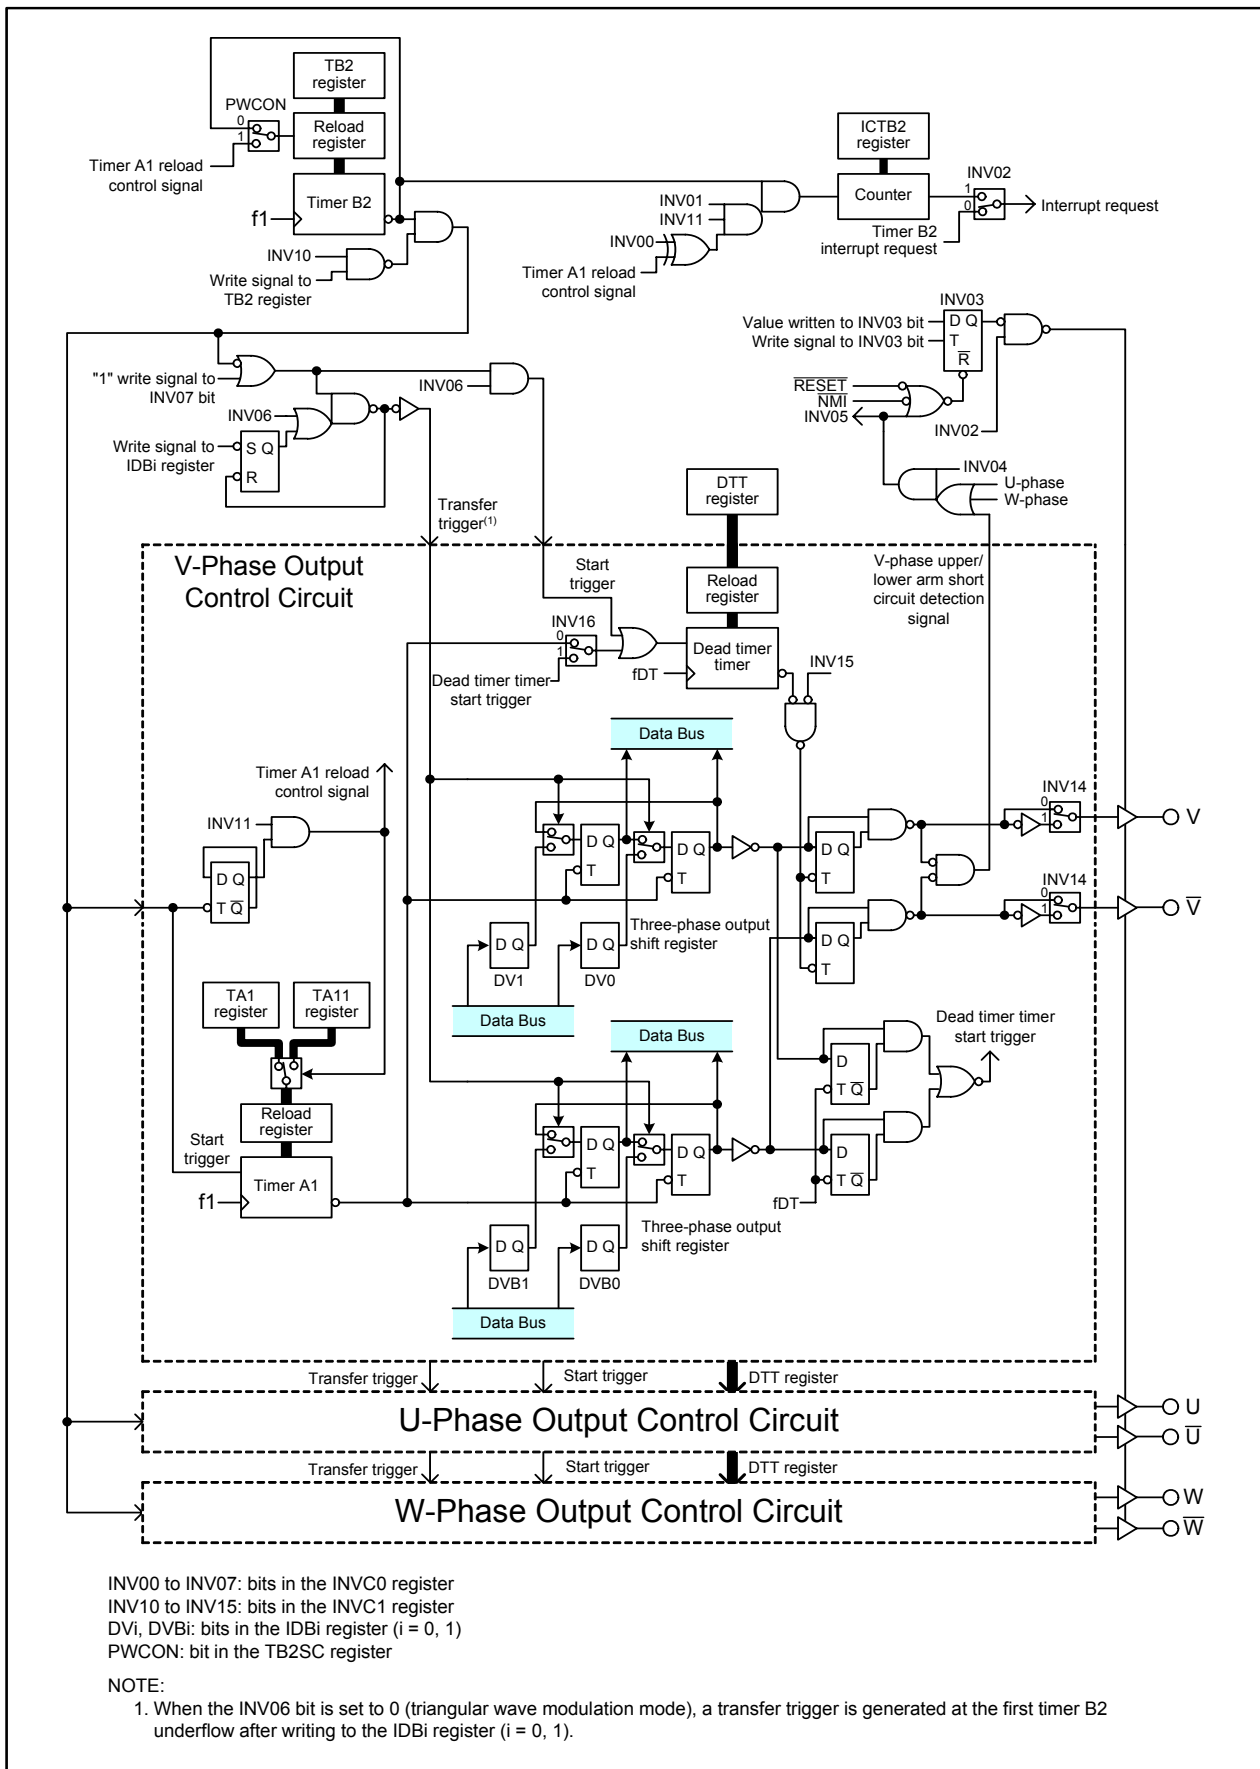 TB2
register
PWCON
0
1
Reload
register
Timer A1 reload
control signal
Timer B2
f1
INV10
Write signal to
TB2 register
ICTB2
register
INV01
INV11
INV00
Timer A1 reload
control signal
Counter
INV02
1
0
Interrupt request
Timer B2
interrupt request
INV03
Value written to INV03 bit
Write signal to INV03 bit
D Q
T
R̅
"1" write signal to
INV07 bit
INV06
INV06
Write signal to
IDBi register
S Q
R
R̅E̅S̅E̅T̅
N̅M̅I̅
INV05
INV02
INV04
U-phase
W-phase
Transfer
trigger(1)
DTT
register
V-Phase Output
Control Circuit
Start
trigger
Reload
register
V-phase upper/
lower arm short
circuit detection
signal
INV16
0
1
Dead timer timer
start trigger
Dead timer
timer
fDT
INV15
Data Bus
Timer A1 reload
control signal
INV11
D Q
T Q̅
D Q
T
D Q
T
D Q
T
D Q
T
INV14
0
1
V
INV14
0
1
V̅
D Q
DV1
D Q
DV0
Three-phase output
shift register
Data Bus
TA1
register
TA11
register
Data Bus
Dead timer timer
start trigger
D
T Q̅
D
T Q̅
fDT
Reload
register
Start
trigger
Timer A1
f1
D Q
T
D Q
T
Three-phase output
shift register
D Q
DVB1
D Q
DVB0
Data Bus
Transfer trigger
Start trigger
DTT register
U-Phase Output Control Circuit
U
U̅
Transfer trigger
Start trigger
DTT register
W-Phase Output Control Circuit
W
W̅
INV00 to INV07: bits in the INVC0 register
INV10 to INV15: bits in the INVC1 register
DVi, DVBi: bits in the IDBi register (i = 0, 1)
PWCON: bit in the TB2SC register
NOTE:
1. When the INV06 bit is set to 0 (triangular wave modulation mode), a transfer trigger is generated at the first timer B2
underflow after writing to the IDBi register (i = 0, 1).